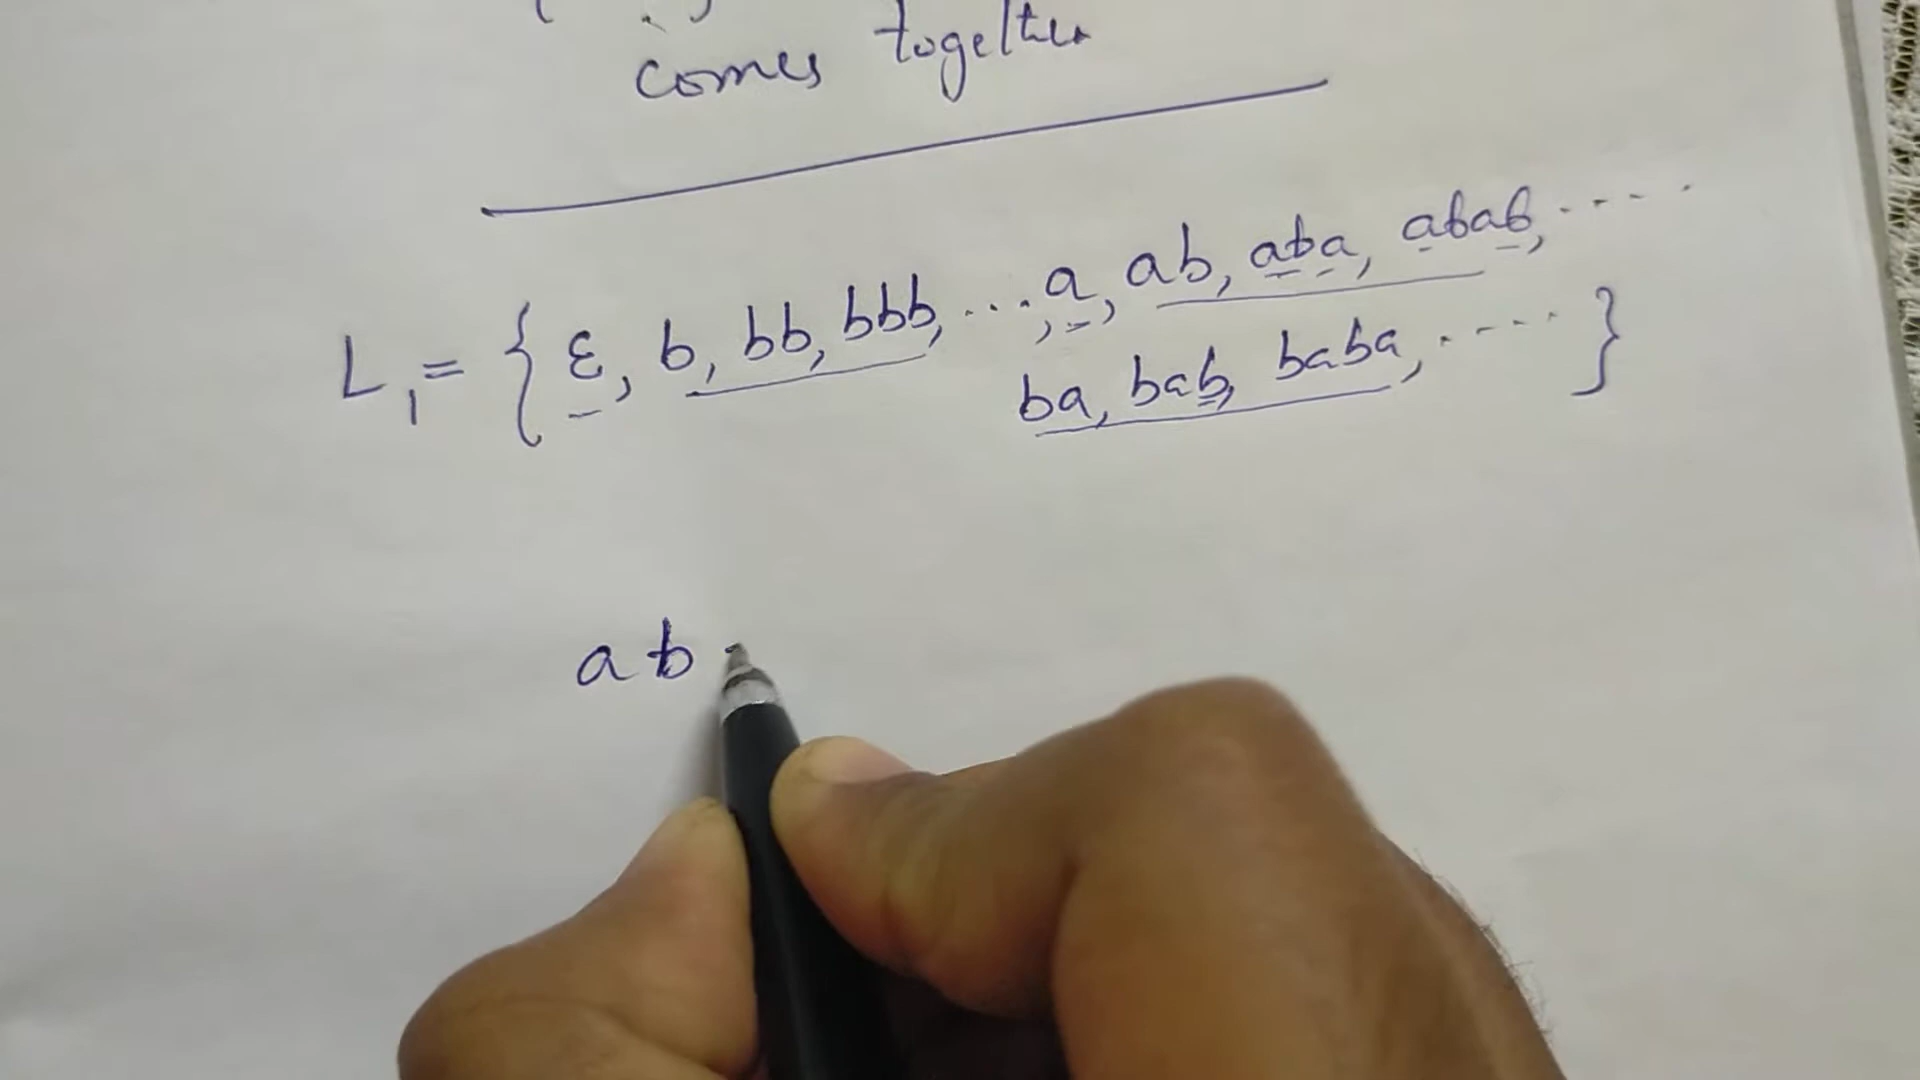 comes together
L₁ = { ε, b, bb, bbb, ..., a, ab, aba, abab, ....
ba, bab, baba, .... }
ab